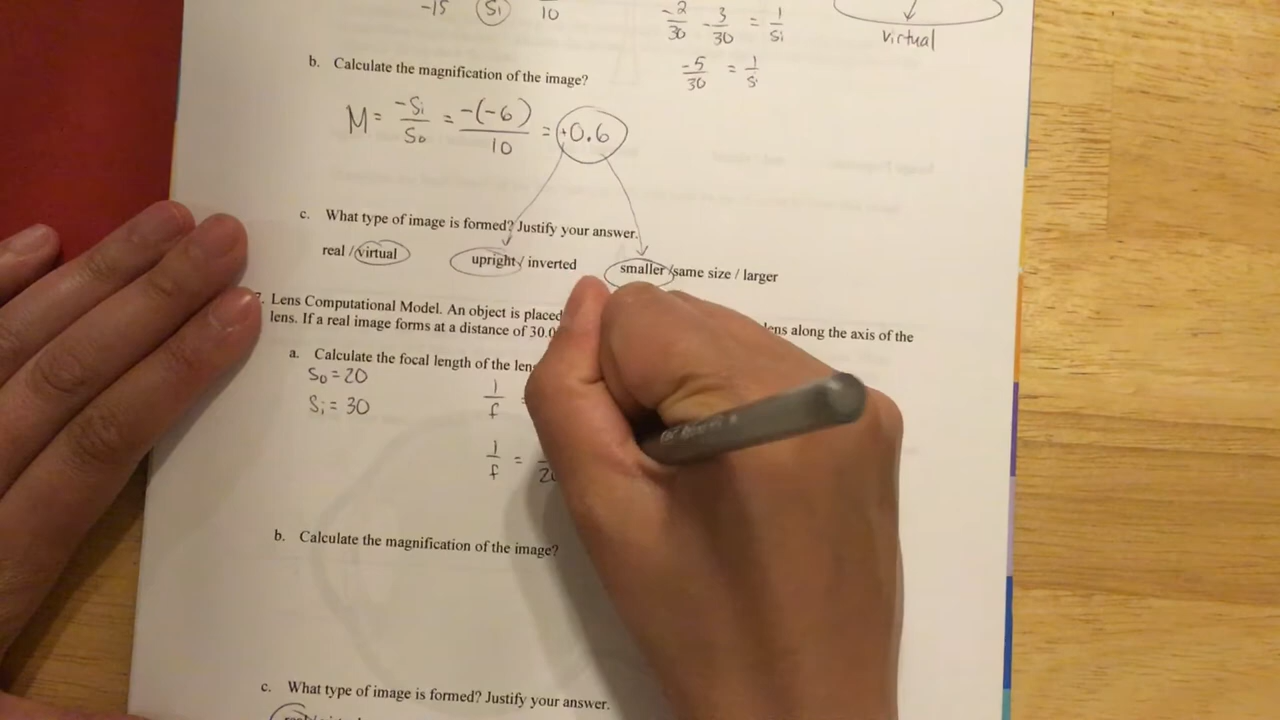 -15 Si 10
-2/30 - 3/30 = 1/Si
virtual
-5/30 = 1/Si
b. Calculate the magnification of the image?
M = -Si/So = -(-6)/10 = +0.6
c. What type of image is formed? Justify your answer.
real / virtual upright / inverted smaller / same size / larger
Lens Computational Model. An object is placed lens along the axis of the
lens. If a real image forms at a distance of 30.0
a. Calculate the focal length of the
So = 20
Si = 30
1/f =
1/f =
b. Calculate the magnification of the image?
c. What type of image is formed? Justify your answer.